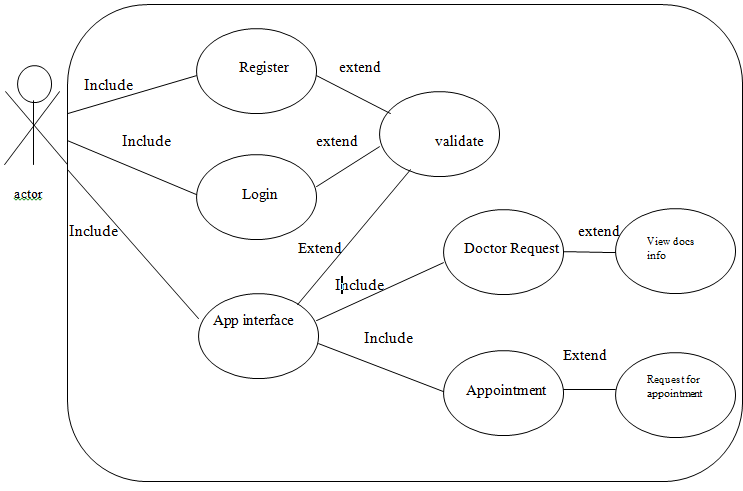 Register
extend
Include
Include
extend
validate
actor
Login
Include
Extend
Doctor Request
extend
View docs
info
Include
App interface
Include
Extend
Appointment
Request for
appointment